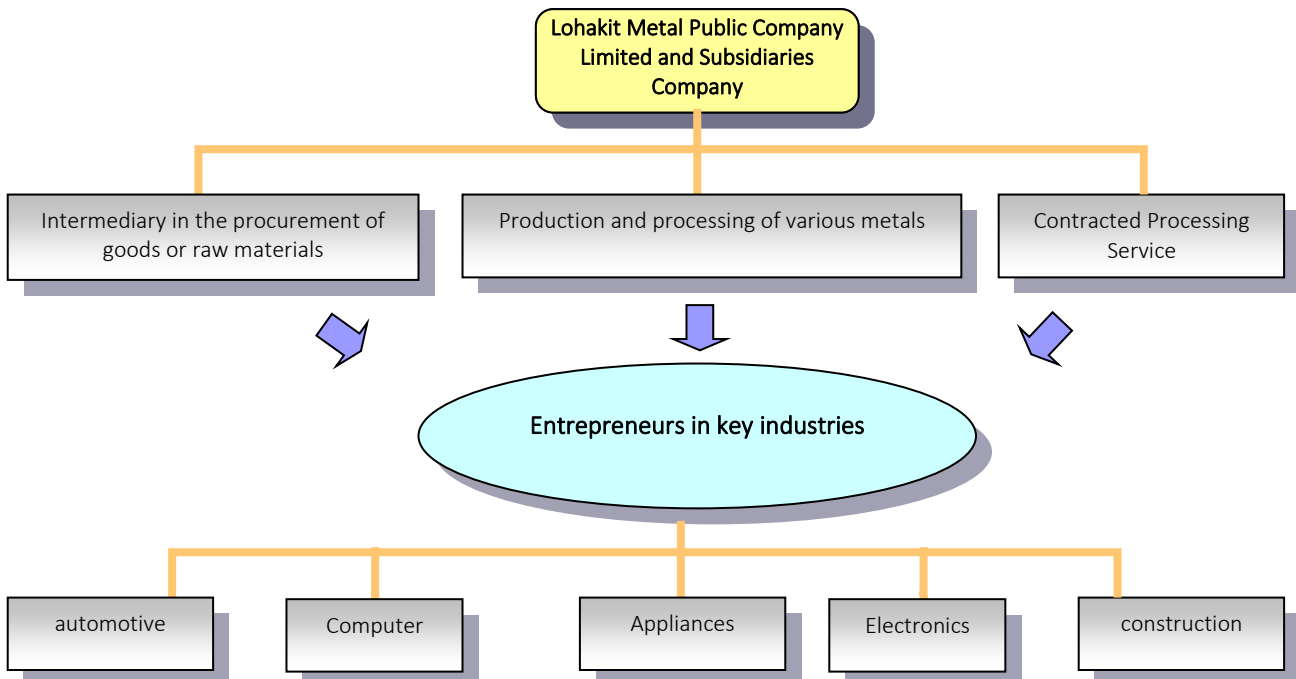 Lohakit Metal Public Company
Limited and Subsidiaries
Company
Intermediary in the procurement of
goods or raw materials
Production and processing of various metals
Contracted Processing
Service
Entrepreneurs in key industries
automotive
Computer
Appliances
Electronics
construction